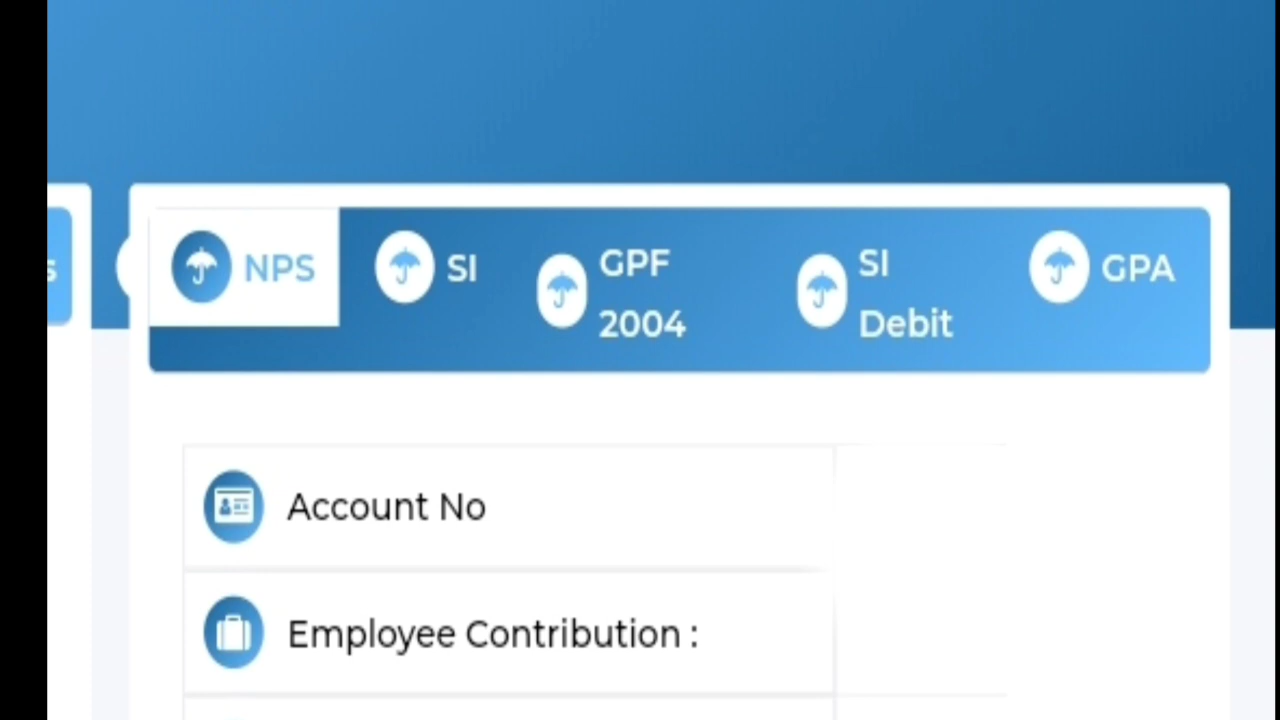 s
NPS
SI
GPF
2004
SI
Debit
GPA
Account No
Employee Contribution :